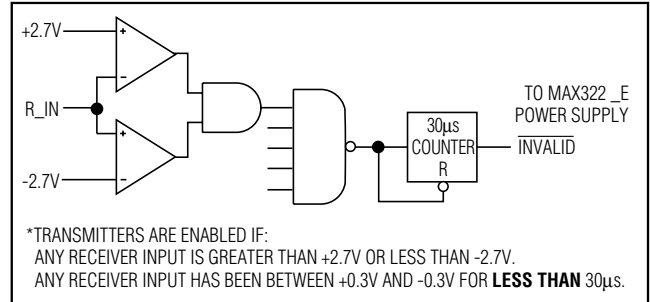 +2.7V
+
-
R_IN
+
-
-2.7V
30μs
COUNTER
R
TO MAX322 _E
POWER SUPPLY
INVALID
*TRANSMITTERS ARE ENABLED IF:
ANY RECEIVER INPUT IS GREATER THAN +2.7V OR LESS THAN -2.7V.
ANY RECEIVER INPUT HAS BEEN BETWEEN +0.3V AND -0.3V FOR LESS THAN 30μs.